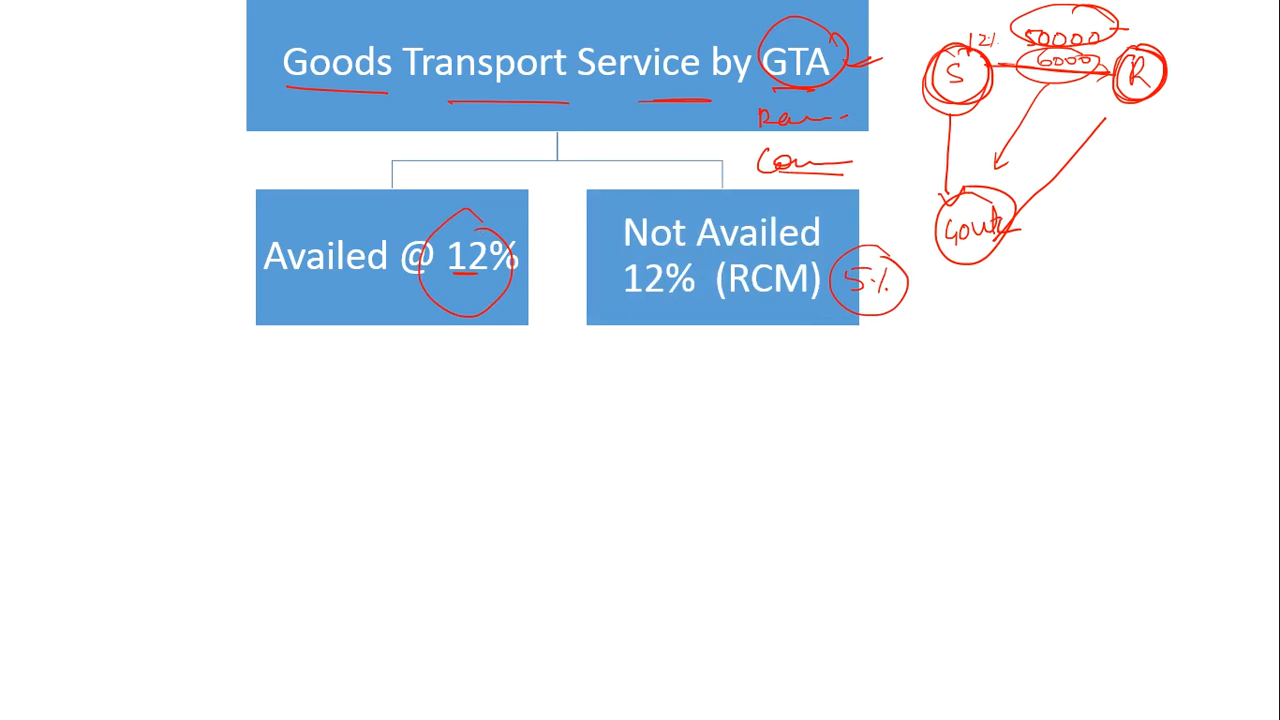 Goods Transport Service by GTA
Availed @ 12%
Not Availed
12% (RCM) 5%
12%
50000
6000
S
R
Govt